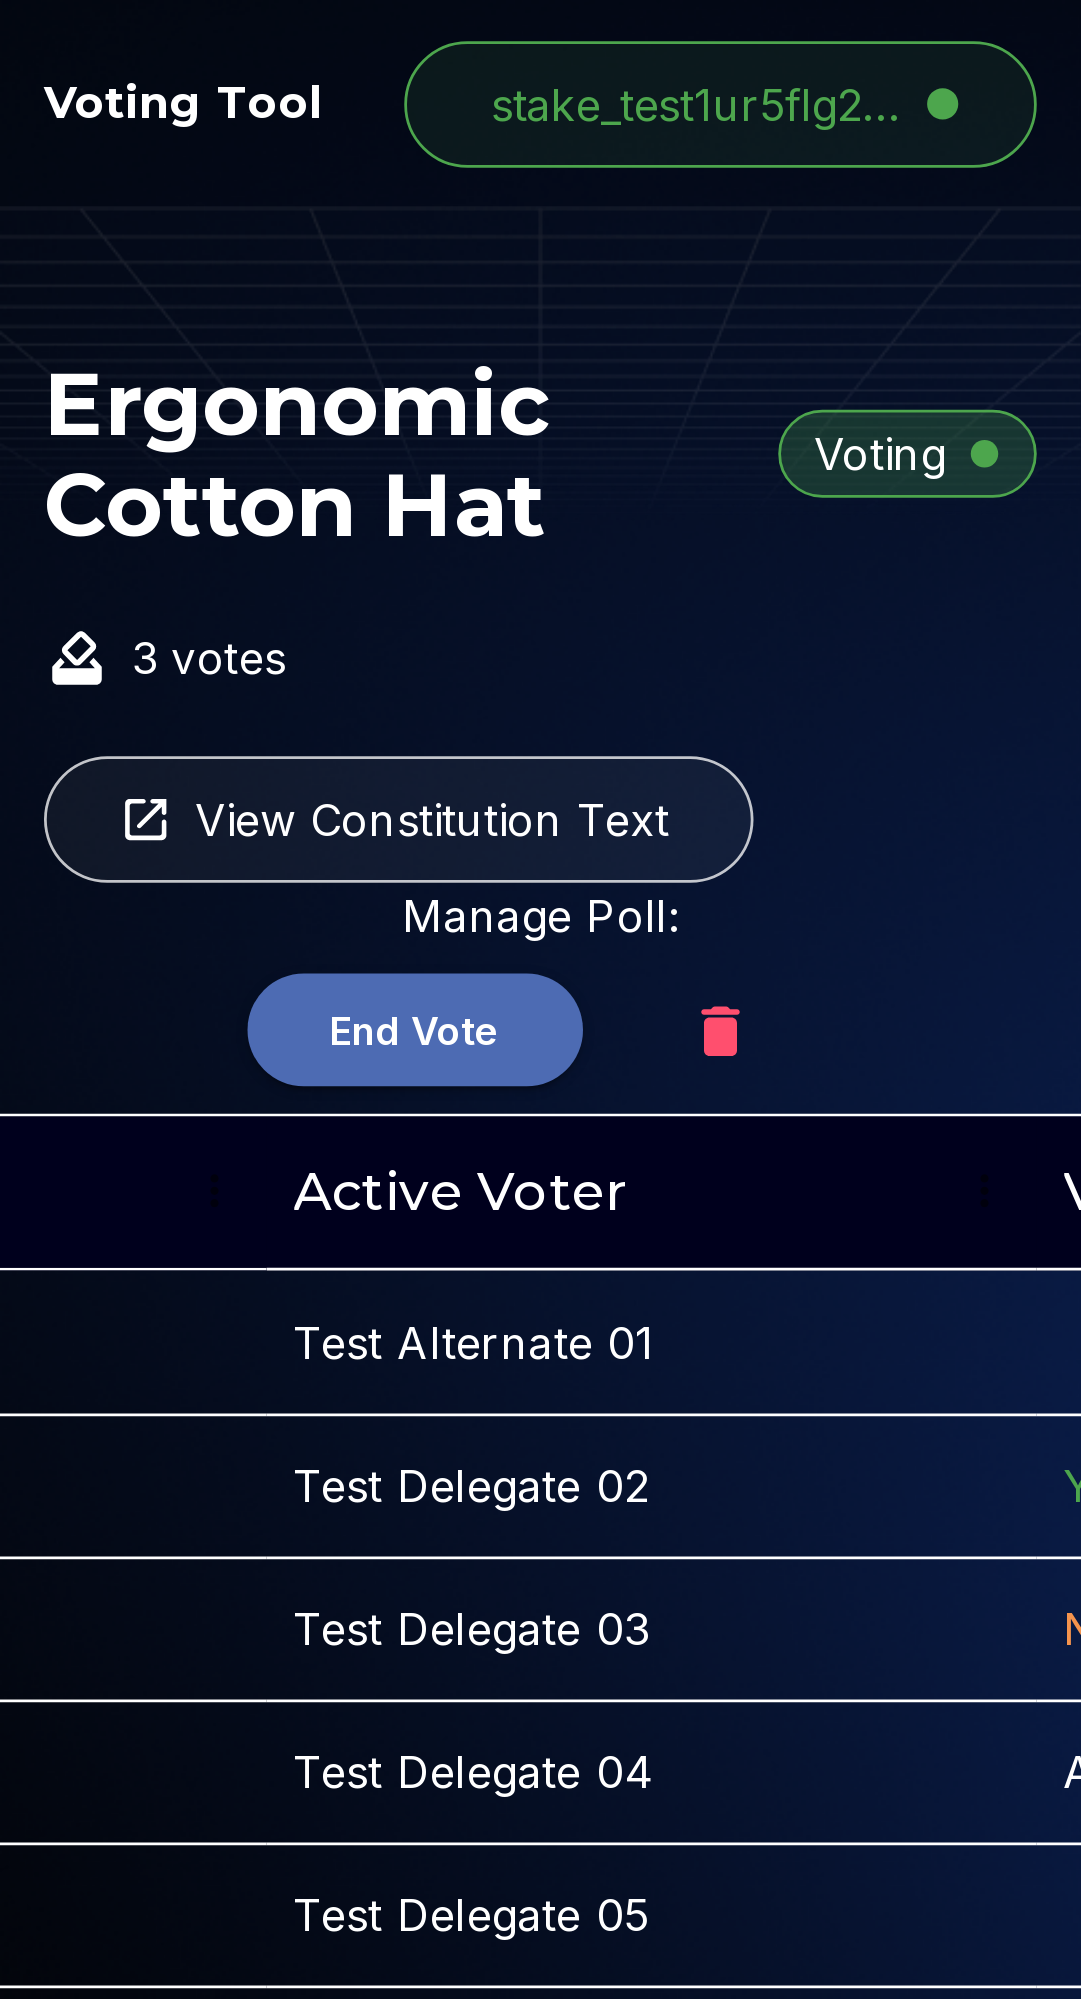 Voting Tool
stake_test1ur5flg2...
Ergonomic
Cotton Hat
Voting
3 votes
View Constitution Text
Manage Poll:
End Vote
Active Voter
Test Alternate 01
Test Delegate 02
Test Delegate 03
Test Delegate 04
Test Delegate 05